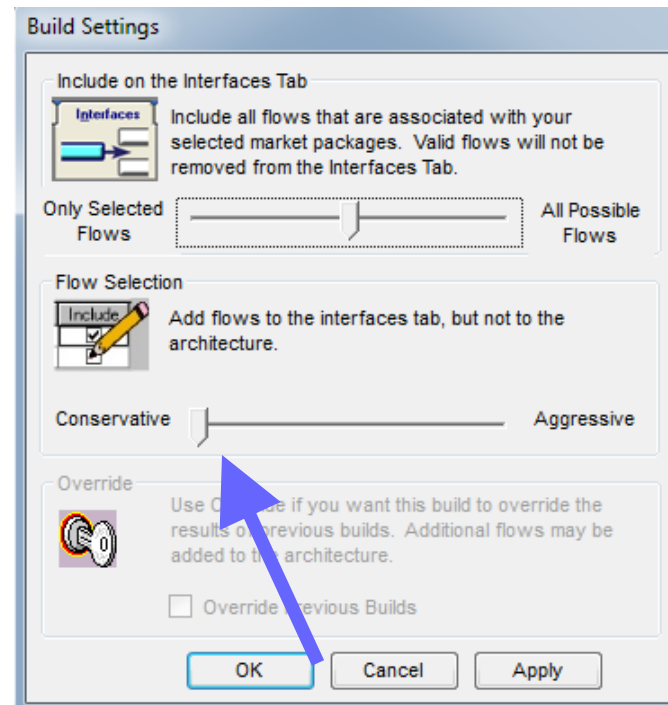 Build Settings
Include on the Interfaces Tab
Interfaces
Include all flows that are associated with your
selected market packages. Valid flows will not be
removed from the Interfaces Tab.
Only Selected
Flows
All Possible
Flows
Flow Selection
Include
Add flows to the interfaces tab, but not to the
architecture.
Conservative
Aggressive
Override
Use if you want this build to override the
results of previous builds. Additional flows may be
added to the architecture.
Override Previous Builds
OK
Cancel
Apply